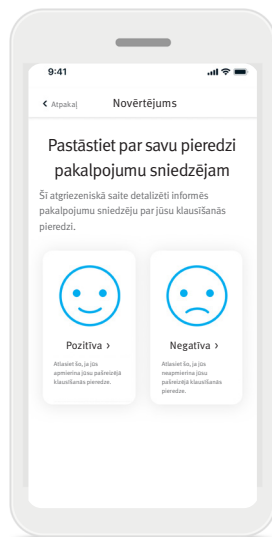 9:41
Atpakaļ Novērtējums
Pastāstiet par savu pieredzi
pakalpojumu sniedzējam
Šī atgriezeniskā saite detalizēti informēs
pakalpojumu sniedzēju par jūsu klausīšanās
pieredzi.
Pozitīva ›
Atlasiet šo, ja jūs
apmierina jūsu pašreizējā
klausīšanās pieredze.
Negatīva ›
Atlasiet šo, ja jūs
neapmierina jūsu
pašreizējā klausīšanās
pieredze.